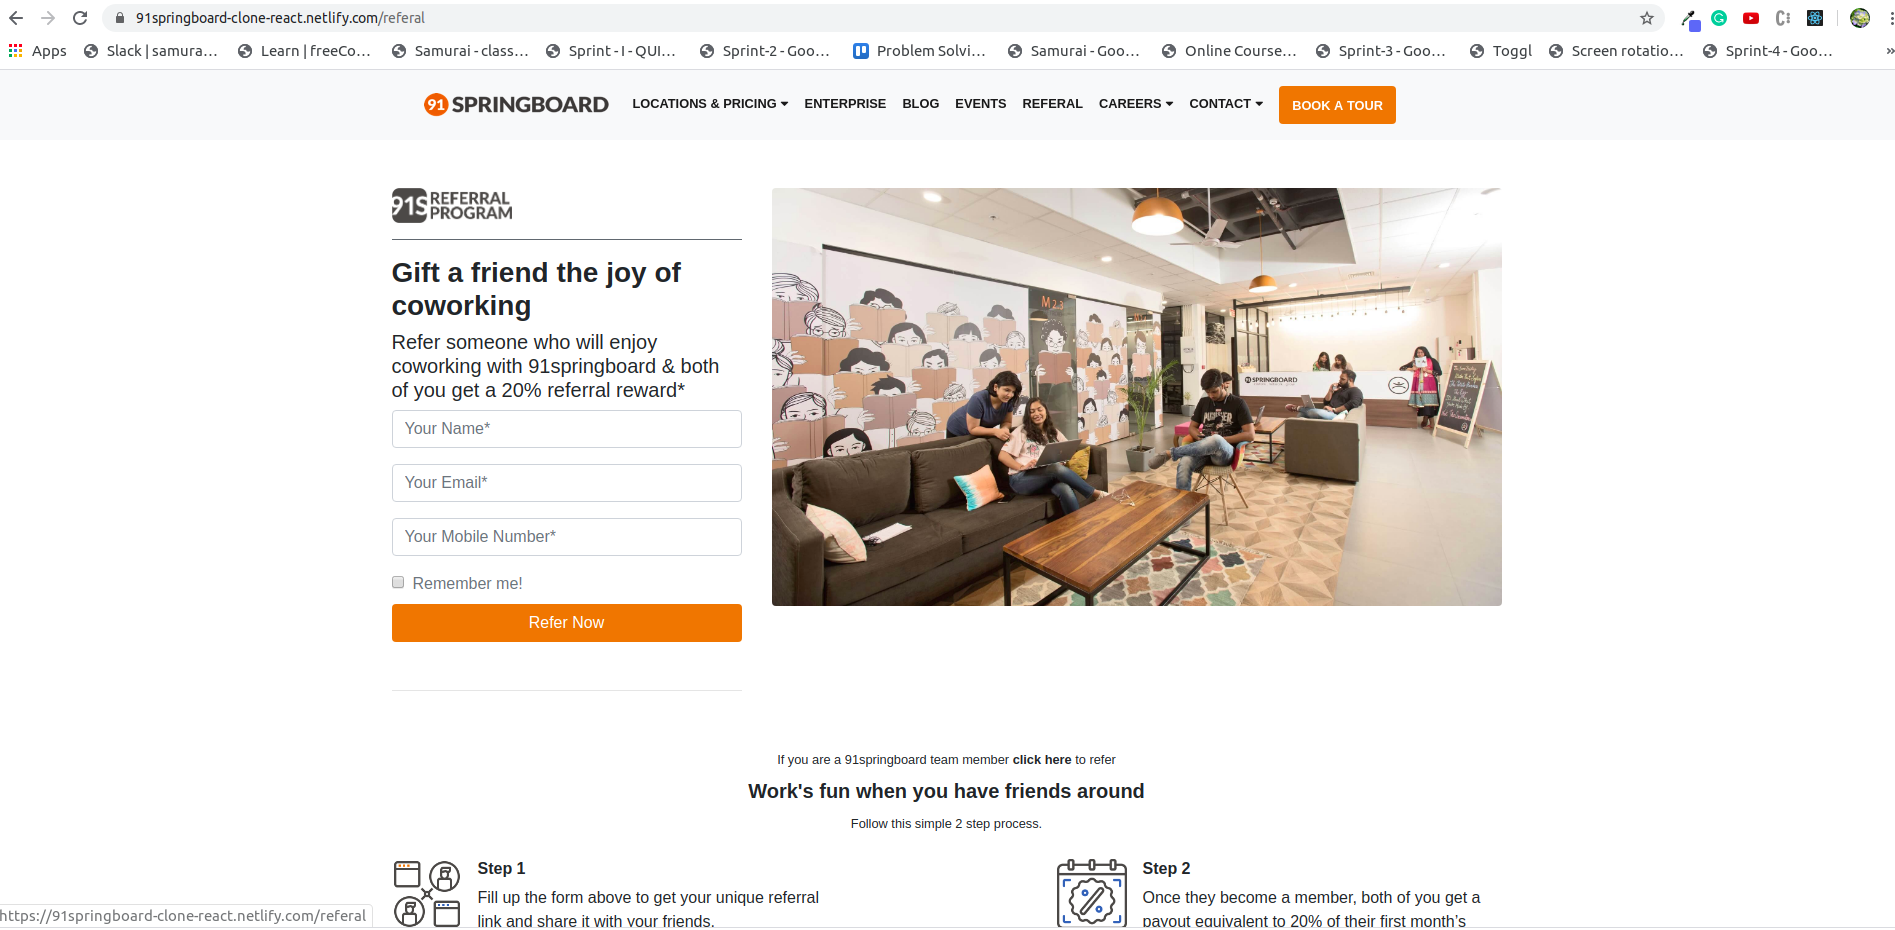 91springboard-clone-react.netlify.com/referal
Apps Slack | samura... Learn | freeCo... Samurai - class... Sprint - I - QUI... Sprint-2 - Goo... Problem Solvi... Samurai - Goo... Online Course... Sprint-3 - Goo... Toggl Screen rotatio... Sprint-4 - Goo... »
91 SPRINGBOARD LOCATIONS & PRICING ENTERPRISE BLOG EVENTS REFERAL CAREERS CONTACT BOOK A TOUR
91S REFERRAL
PROGRAM
Gift a friend the joy of
coworking
Refer someone who will enjoy
coworking with 91springboard & both
of you get a 20% referral reward*
Your Name*
Your Email*
Your Mobile Number*
Remember me!
Refer Now
M23
91SPRINGBOARD
If you are a 91springboard team member click here to refer
Work's fun when you have friends around
Follow this simple 2 step process.
Step 1
Fill up the form above to get your unique referral
link and share it with your friends.
Step 2
Once they become a member, both of you get a
payout equivalent to 20% of their first month's
https://91springboard-clone-react.netlify.com/referal